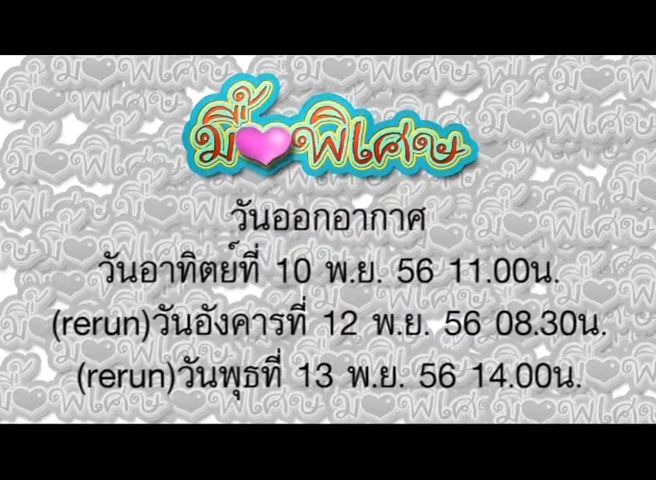 มื้อพิเศษ
วันออกอากาศ
วันอาทิตย์ที่ 10 พ.ย. 56 11.00น.
(rerun)วันอังคารที่ 12 พ.ย. 56 08.30น.
(rerun)วันพุธที่ 13 พ.ย. 56 14.00น.